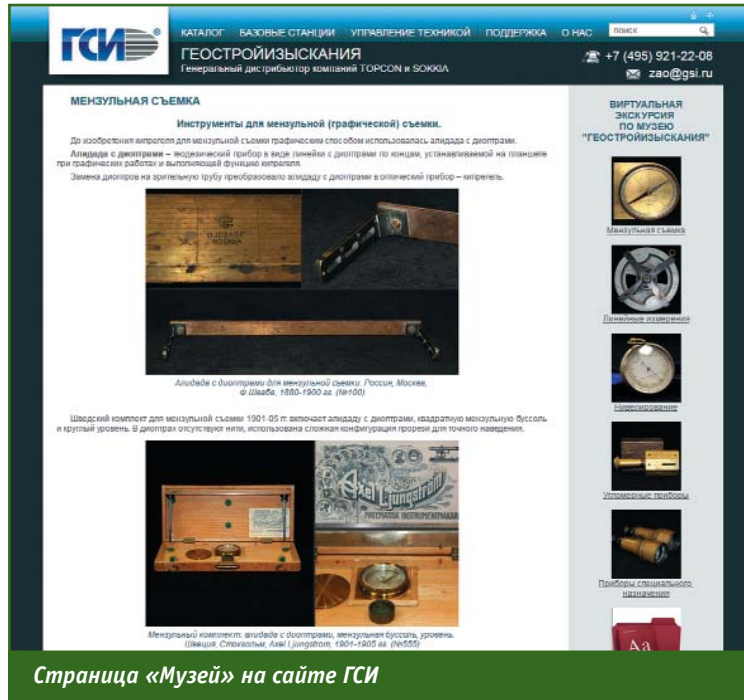 ГСИ
КАТАЛОГ БАЗОВЫЕ СТАНЦИИ УПРАВЛЕНИЕ ТЕХНИКОЙ ПОДДЕРЖКА О НАС поиск
ГЕОСТРОЙИЗЫСКАНИЯ
Генеральный дистрибьютор компаний TOPCON и SOKKIA
+7 (495) 921-22-08
zao@gsi.ru
МЕНЗУЛЬНАЯ СЪЕМКА
Инструменты для мензульной (графической) съемки.
До изобретения кипрегеля для мензульной съемки графическим способом использовалась алидада с диоптрами.
Алидада с диоптрами – геодезический прибор в виде линейки с диоптрами по концам, устанавливаемой на планшете
при графических работах и выполняющей функцию кипрегеля.
Замена диоптров на зрительную трубу преобразовало алидаду с диоптрами в оптический прибор – кипрегель.
МОСКВА
Алидада с диоптрами для мензульной съемки. Россия, Москва,
Ф.Швабе, 1880-1900 гг. (№100)
Шведский комплект для мензульной съемки 1901-05 гг. включает алидаду с диоптрами, квадратную мензульную буссоль
и круглый уровень. В диоптрах отсутствуют нити, использована сложная конфигурация прорези для точного наведения.
Axel Ljungström
MATEMATISK INSTRUMENTMAKARE
Мензульный комплект: алидада с диоптрами, мензульная буссоль, уровень.
Швеция, Стокгольм, Axel Ljungstrom, 1901-1905 гг. (№555)
ВИРТУАЛЬНАЯ
ЭКСКУРСИЯ
ПО МУЗЕЮ
"ГЕОСТРОЙИЗЫСКАНИЯ"
Мензульная съемка
Линейные измерения
Нивелирование
Угломерные приборы
Приборы специального
назначения
Aa
Страница «Музей» на сайте ГСИ